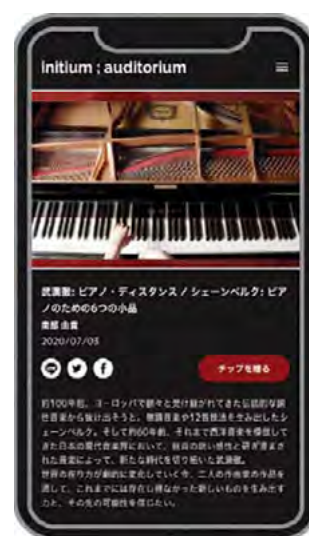 initium ; auditorium
武満徹: ピアノ・ディスタンス / シェーンベルク: ピア
ノのための6つの小品
2020/07/03
チップを贈る
約100年前、ヨーロッパで脈々と受け継がれてきた伝統的な調
性音楽から抜け出そうと、無調音楽や12音技法を生み出したシ
ェーンベルク。そして約60年前、それまで西洋音楽を模倣して
きた日本の現代音楽界において、独自の鋭い感性と研ぎ澄まさ
れた音楽によって、新たな時代を切り拓いた武満徹。
世界の在り方が劇的に変化していく今、二人の作曲家の作品を
通して、これまでには存在し得なかった新しいものを生み出す
力と、その先の可能性を信じたい。